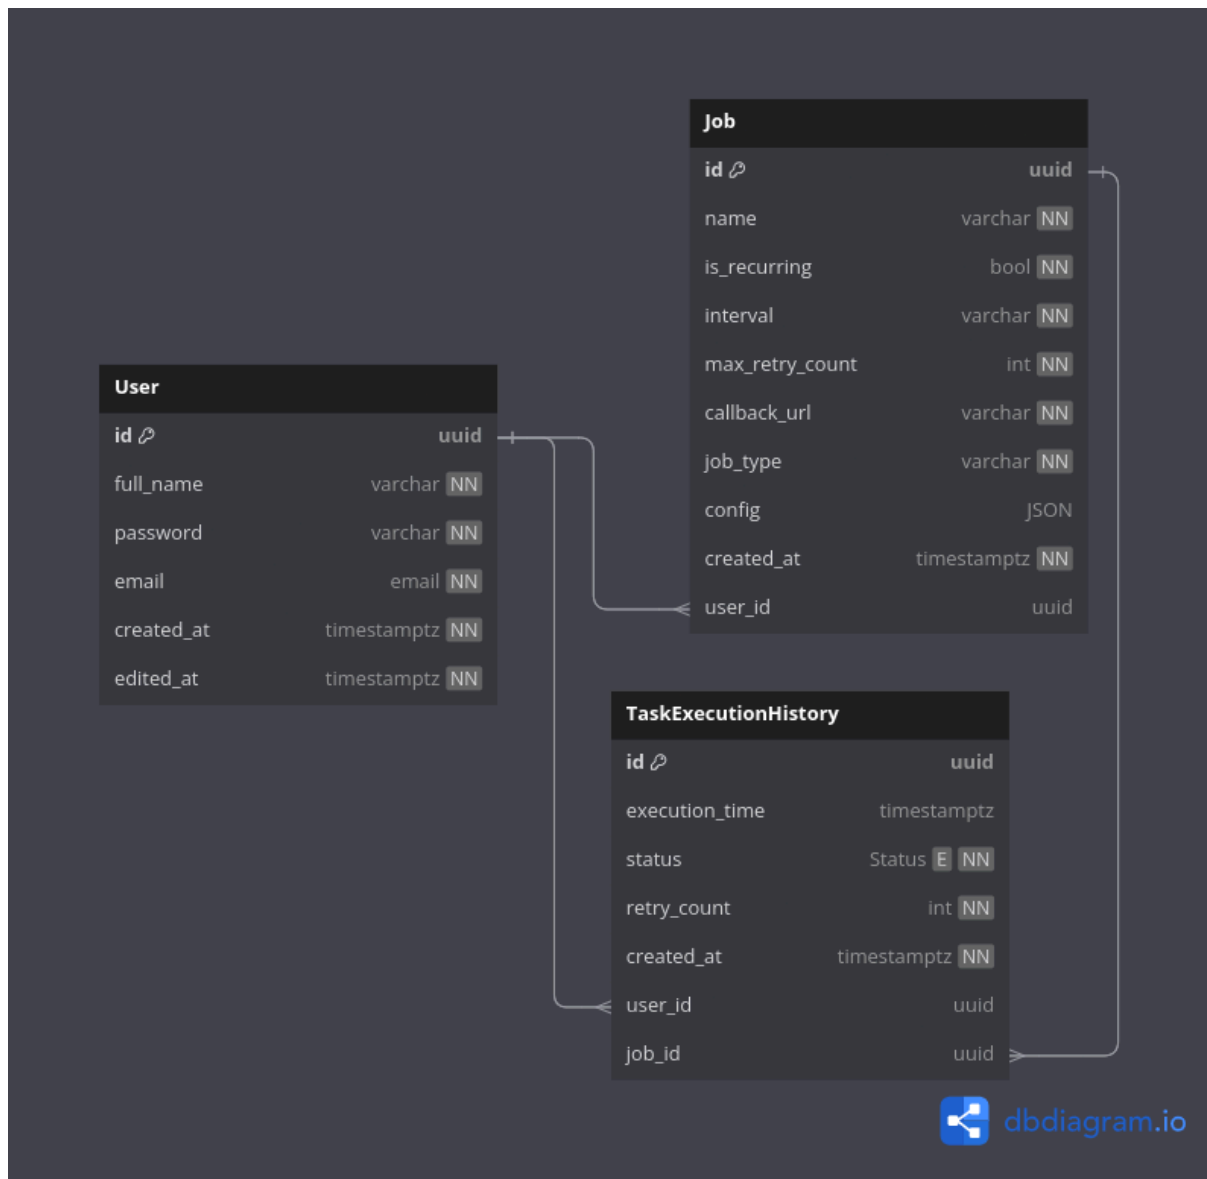 User
id uuid
full_name varchar NN
password varchar NN
email email NN
created_at timestamptz NN
edited_at timestamptz NN
Job
id uuid
name varchar NN
is_recurring bool NN
interval varchar NN
max_retry_count int NN
callback_url varchar NN
job_type varchar NN
config JSON
created_at timestamptz NN
user_id uuid
TaskExecutionHistory
id uuid
execution_time timestamptz
status Status E NN
retry_count int NN
created_at timestamptz NN
user_id uuid
job_id uuid
dbdiagram.io